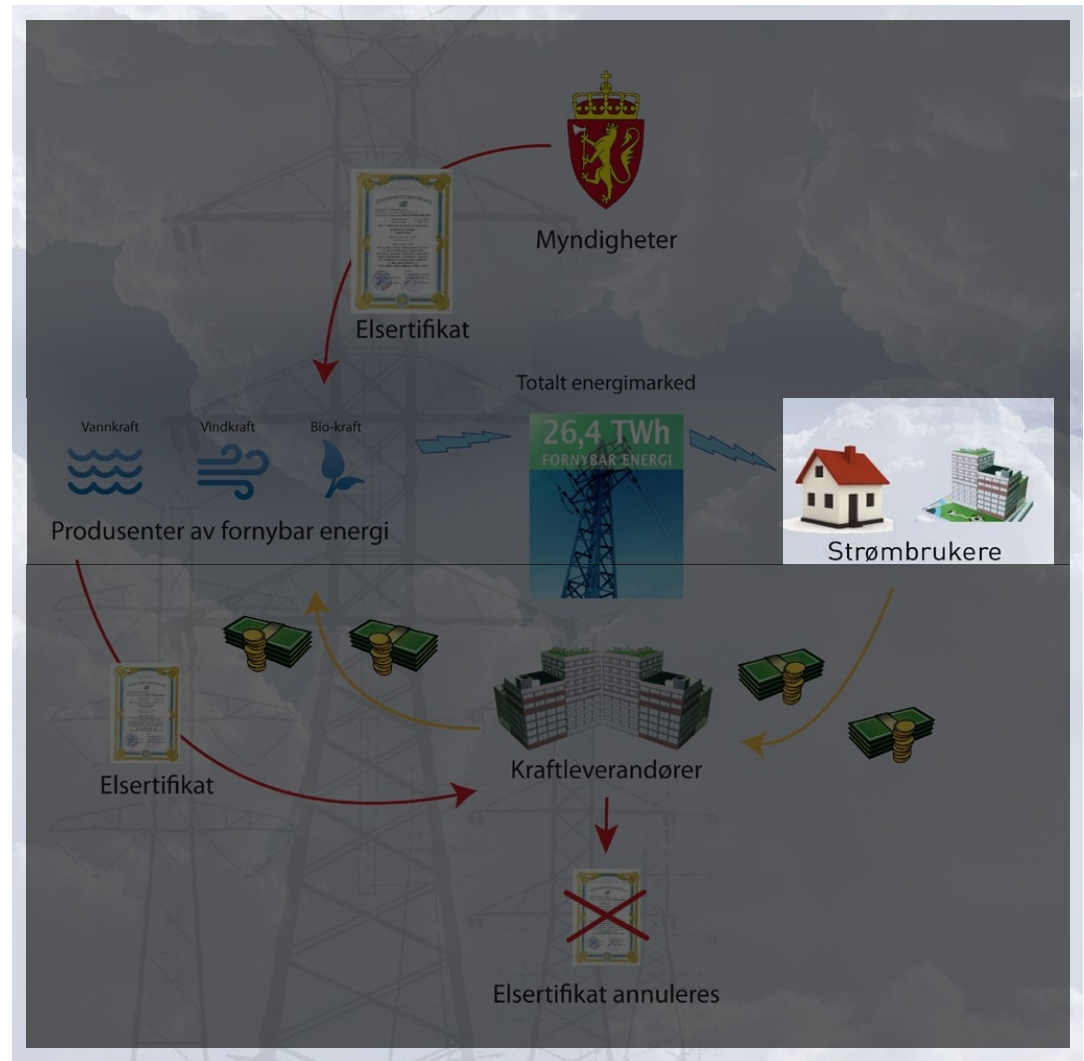 Myndigheter
Elsertifikat
Totalt energimarked
Vannkraft
Vindkraft
Bio-kraft
26,4 TWh
FORNYBAR ENERGI
Produsenter av fornybar energi
Strømbrukere
Elsertifikat
Kraftleverandører
Elsertifikat annuleres